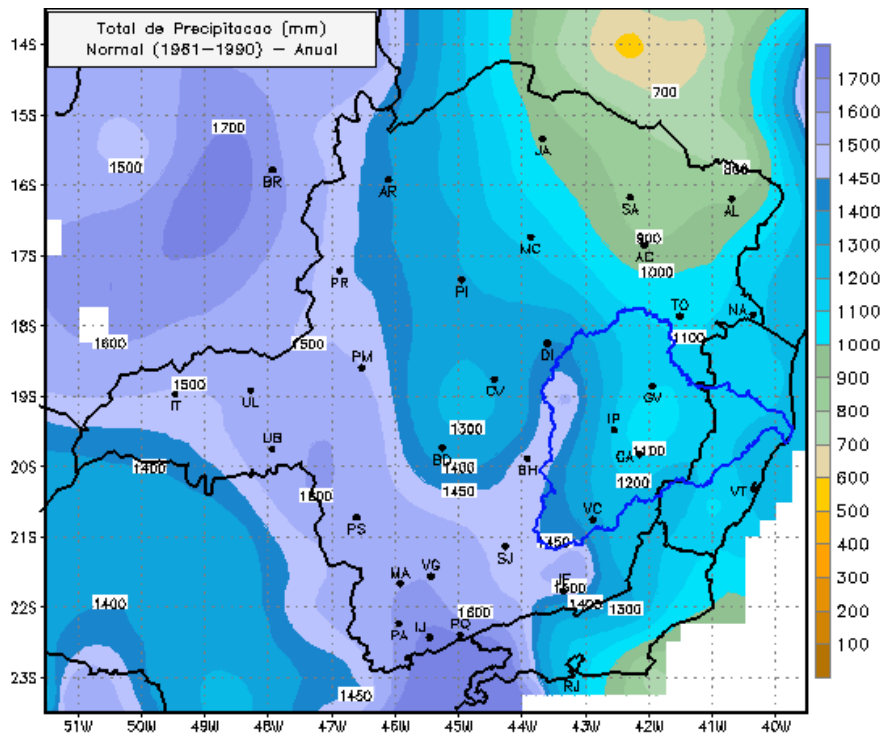 Total de Precipitacao (mm)
Normal (1961–1990) – Anual
14S
15S
16S
17S
18S
19S
20S
21S
22S
23S
51W
50W
49W
48W
47W
46W
45W
44W
43W
42W
41W
40W
1700
1600
1500
1450
1400
1300
1200
1100
1000
900
800
700
600
500
400
300
200
100
700
1700
1500
BR
AR
JA
800
SA
AL
MC
900
AC
1000
PR
PI
TO
NA
1600
1500
1100
PM
DI
1500
IT
UL
CV
GV
1300
IP
UB
BD
1400
1400
BH
CA
1100
1450
1200
1600
VT
PS
VC
1450
SJ
MA
VG
JF
1500
1400
1400
1300
1600
PA
IJ
PQ
1450
RJ